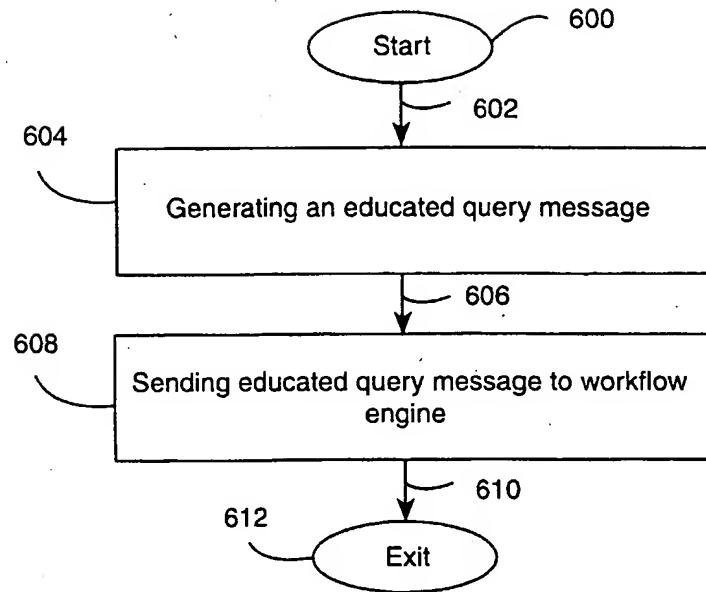 600
Start
602
604
Generating an educated query message
606
608
Sending educated query message to workflow
engine
610
612
Exit